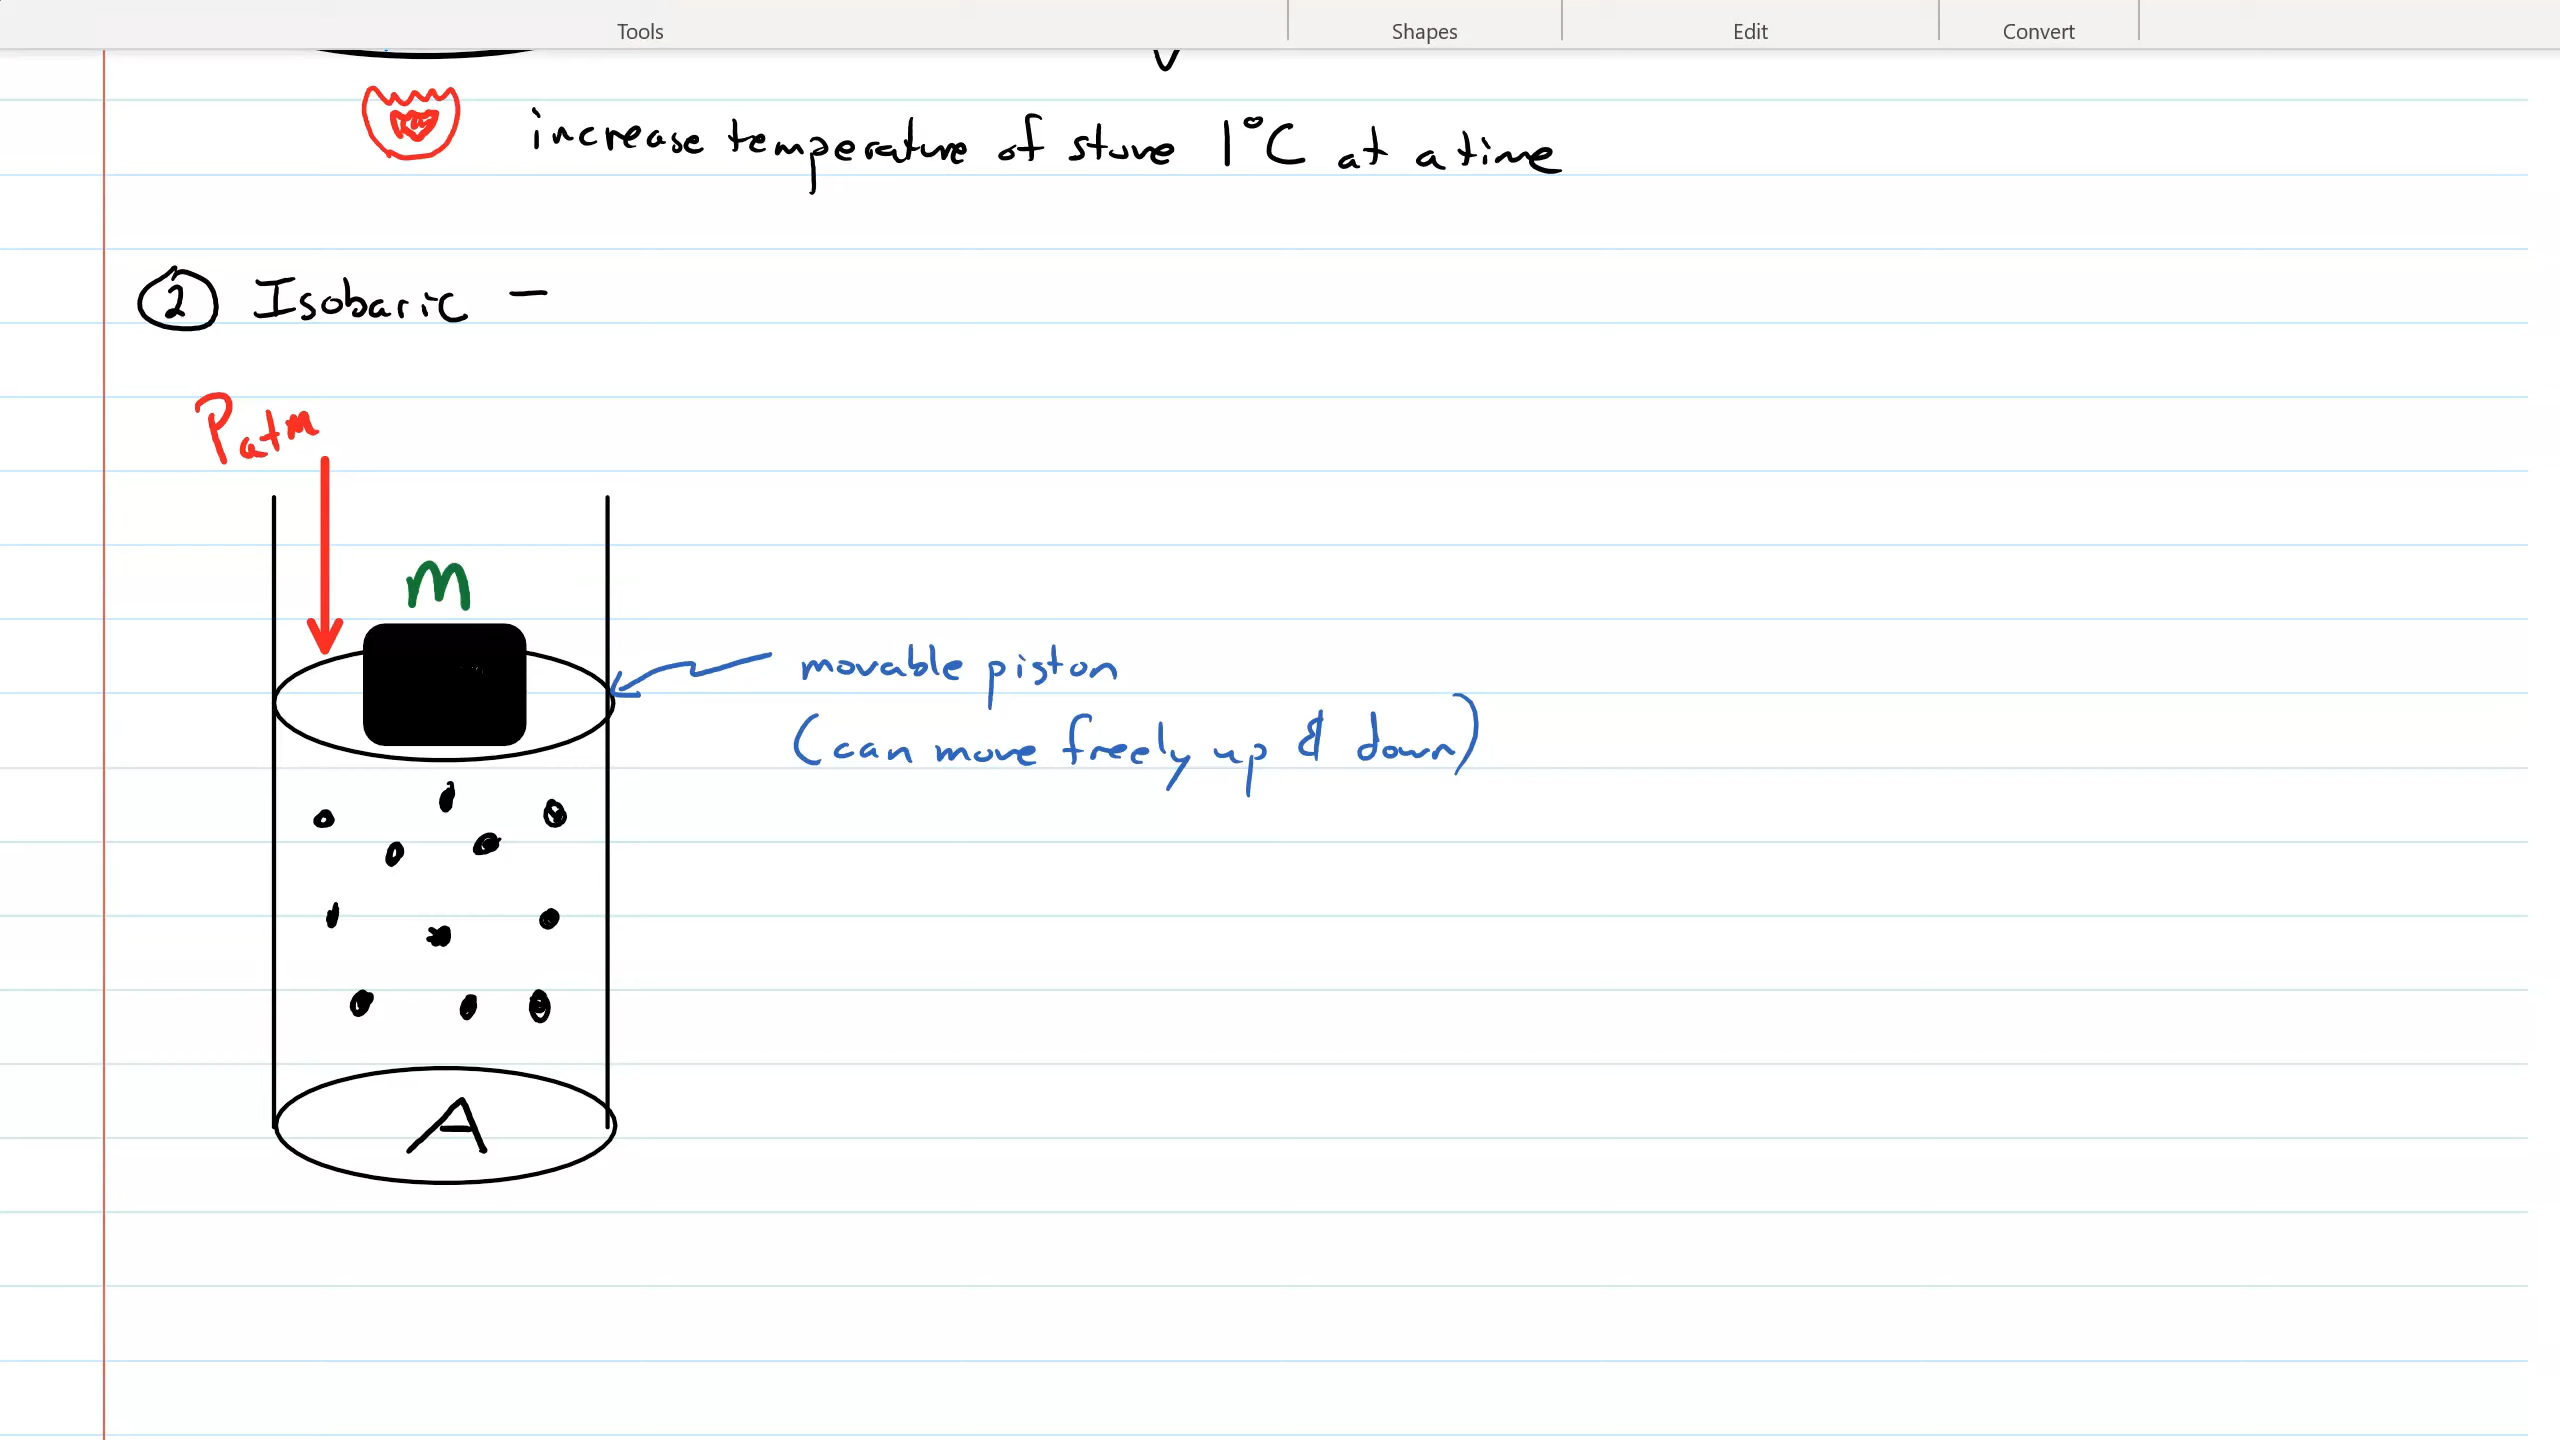 Tools Shapes Edit Convert
V
increase temperature of stove 1°C at a time
② Isobaric –
Patm
m
movable piston
(can move freely up & down)
A